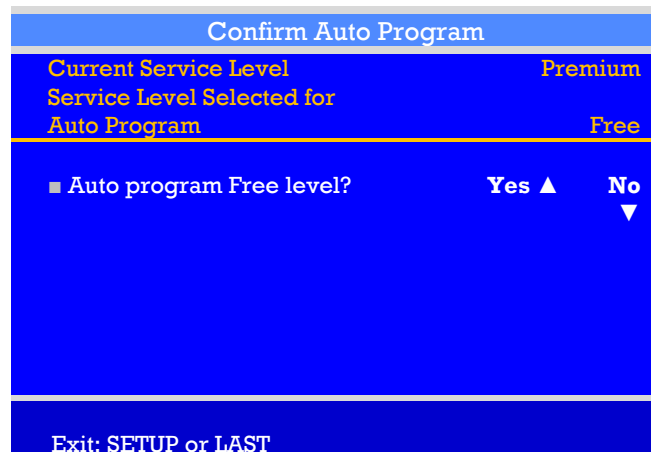 Confirm Auto Program
Current Service Level Premium
Service Level Selected for
Auto Program Free
Auto program Free level? Yes ▲ No
▼
Exit: SETUP or LAST